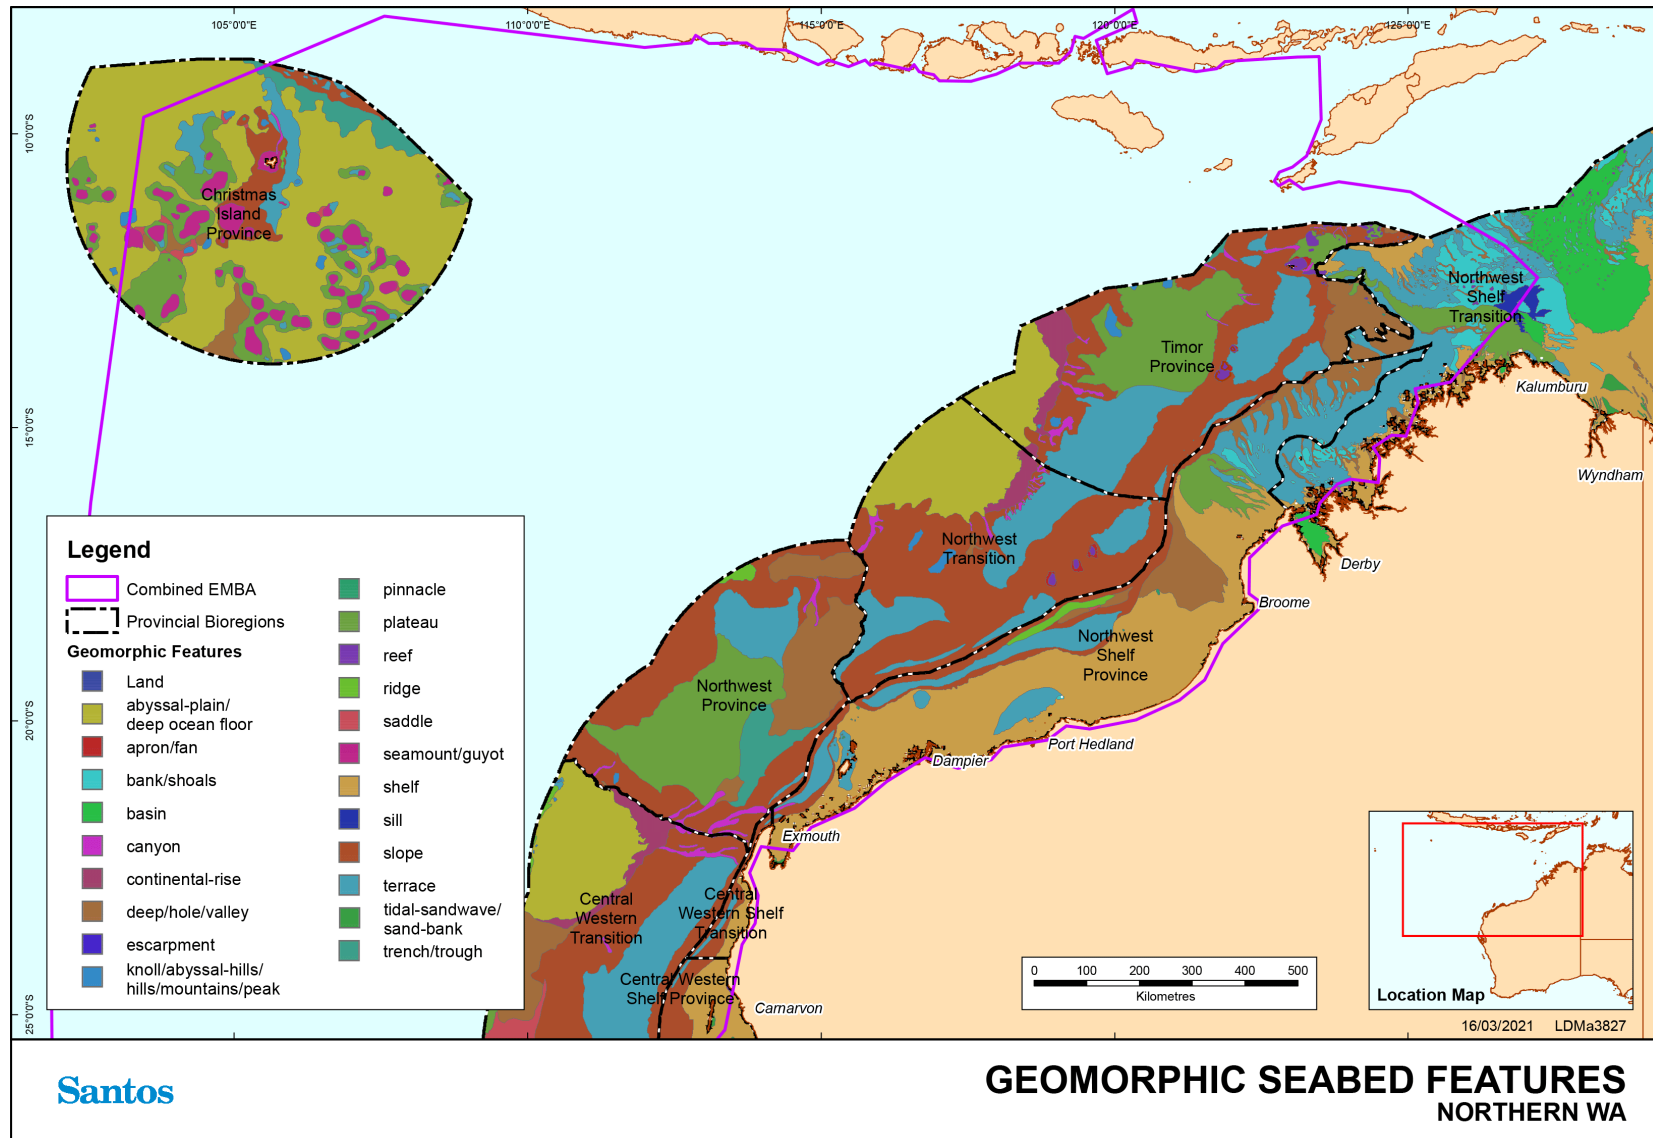 105°0'0"E
110°0'0"E
115°0'0"E
120°0'0"E
125°0'0"E
10°0'0"S
15°0'0"S
20°0'0"S
25°0'0"S
Christmas
Island
Province
Northwest
Shelf
Transition
Timor
Province
Kalumburu
Wyndham
Northwest
Transition
Derby
Broome
Northwest
Shelf
Province
Northwest
Province
Port Hedland
Dampier
Exmouth
Central
Western
Transition
Central
Western Shelf
Transition
Central Western
Shelf Province
Carnarvon
Legend
Combined EMBA
Provincial Bioregions
Geomorphic Features
Land
abyssal-plain/
deep ocean floor
apron/fan
bank/shoals
basin
canyon
continental-rise
deep/hole/valley
escarpment
knoll/abyssal-hills/
hills/mountains/peak
pinnacle
plateau
reef
ridge
saddle
seamount/guyot
shelf
sill
slope
terrace
tidal-sandwave/
sand-bank
trench/trough
0 100 200 300 400 500
Kilometres
Location Map
16/03/2021 LDMa3827
Santos
GEOMORPHIC SEABED FEATURES
NORTHERN WA